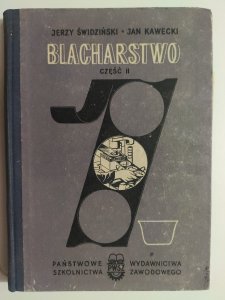 JERZY ŚWIDZIŃSKI · JAN KAWECKI
BLACHARSTWO
CZĘŚĆ II
PAŃSTWOWE WYDAWNICTWA
SZKOLNICTWA ZAWODOWEGO